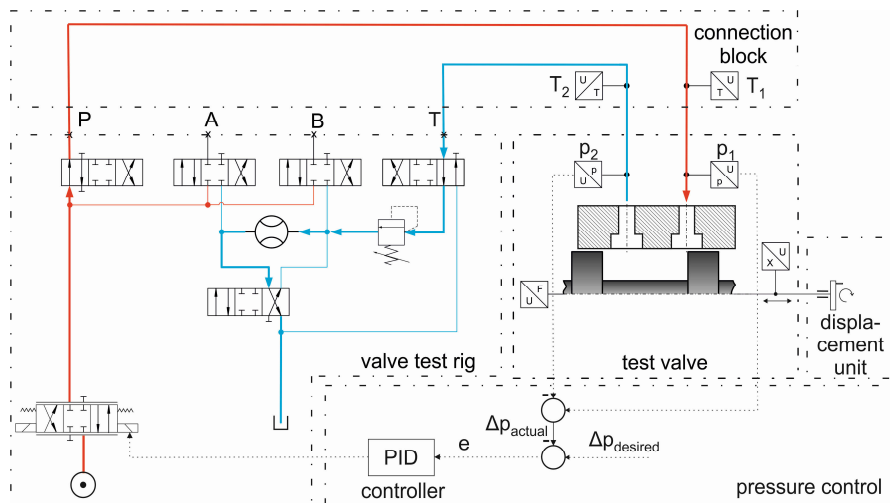 connection
block
T2
U
T
U
T
T1
P
A
B
T
p2
p1
U
p
U
p
X
U
U
F
displa-
cement
unit
valve test rig
test valve
Δpactual
e
Δpdesired
PID
controller
pressure control